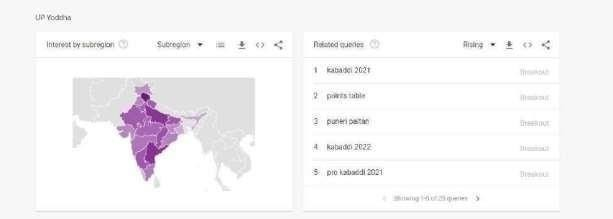 UP Yoddha
Interest by subregion
Subregion
Related queries
Rising
1 kabaddi 2021 Breakout
2 points table Breakout
3 puneri paltan Breakout
4 kabaddi 2022 Breakout
5 pro kabaddi 2021 Breakout
Showing 1-5 of 23 queries